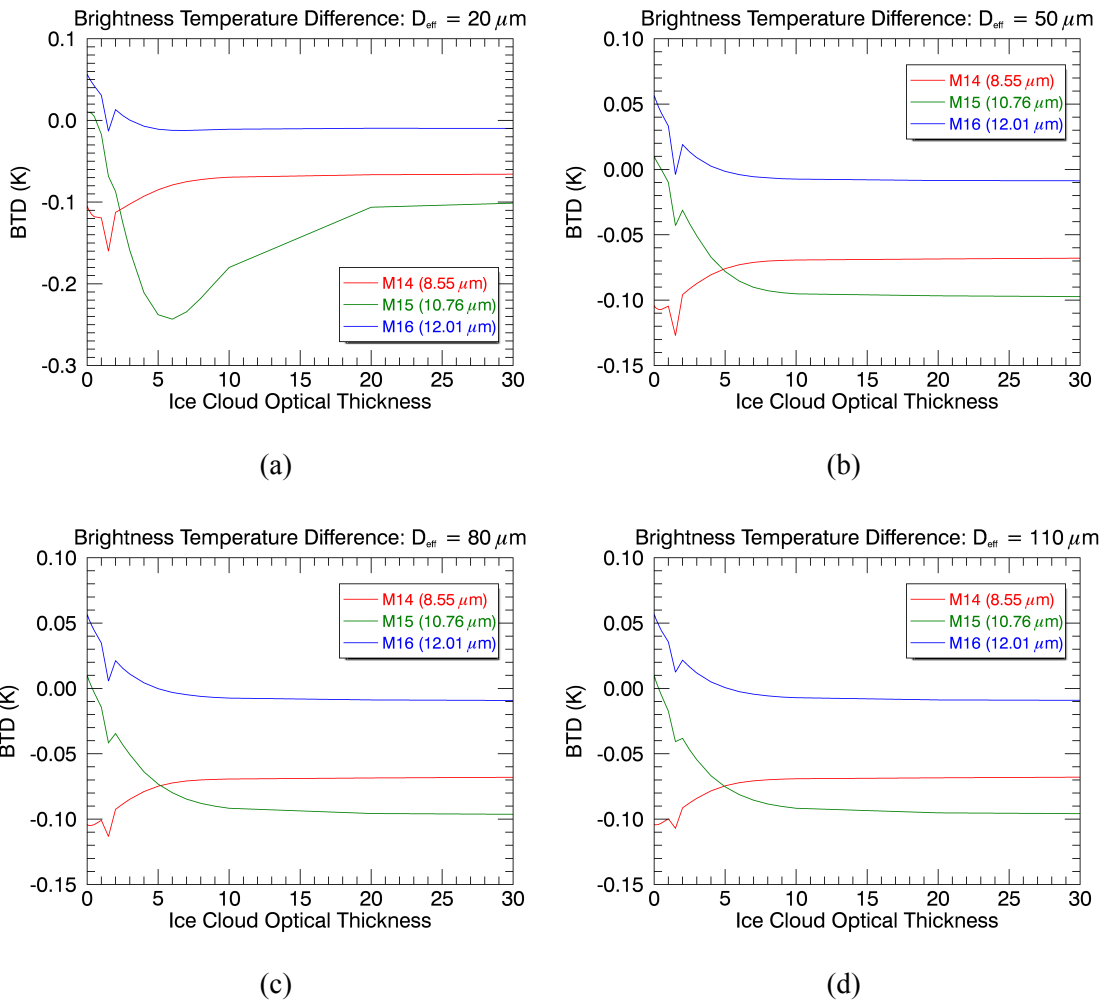 Brightness Temperature Difference: Deff = 20 μm
0.1
0.0
-0.1
-0.2
-0.3
BTD (K)
M14 (8.55 μm)
M15 (10.76 μm)
M16 (12.01 μm)
0 5 10 15 20 25 30
Ice Cloud Optical Thickness
(a)
Brightness Temperature Difference: Deff = 50 μm
0.10
0.05
0.00
-0.05
-0.10
-0.15
BTD (K)
M14 (8.55 μm)
M15 (10.76 μm)
M16 (12.01 μm)
0 5 10 15 20 25 30
Ice Cloud Optical Thickness
(b)
Brightness Temperature Difference: Deff = 80 μm
0.10
0.05
0.00
-0.05
-0.10
-0.15
BTD (K)
M14 (8.55 μm)
M15 (10.76 μm)
M16 (12.01 μm)
0 5 10 15 20 25 30
Ice Cloud Optical Thickness
(c)
Brightness Temperature Difference: Deff = 110 μm
0.10
0.05
0.00
-0.05
-0.10
-0.15
BTD (K)
M14 (8.55 μm)
M15 (10.76 μm)
M16 (12.01 μm)
0 5 10 15 20 25 30
Ice Cloud Optical Thickness
(d)